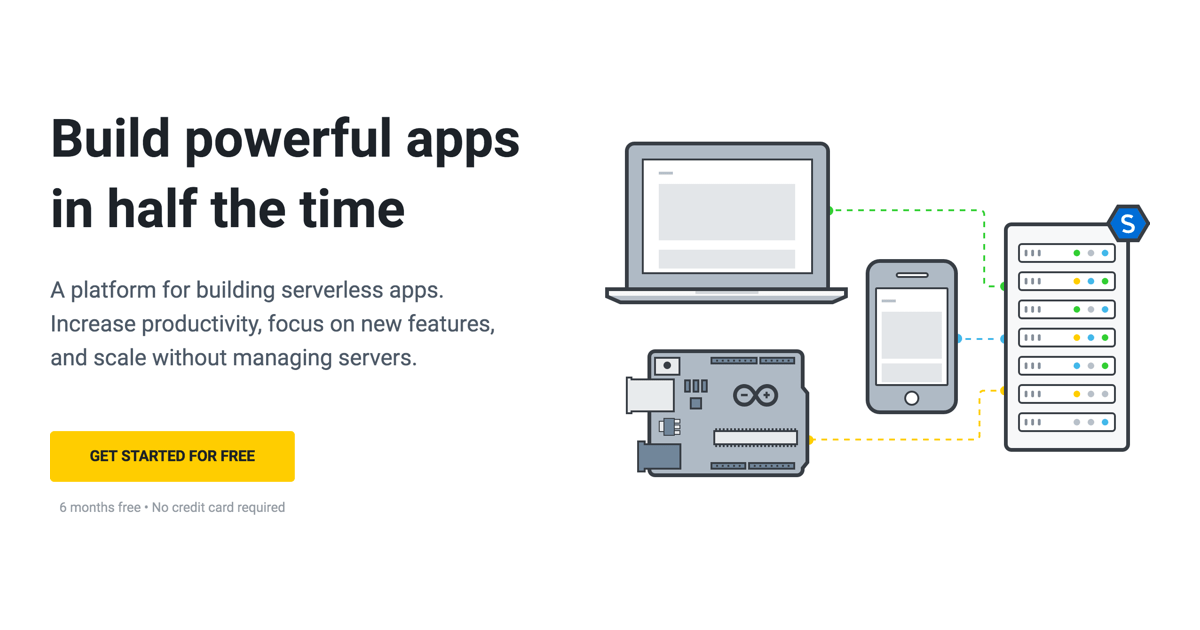 Build powerful apps
in half the time
A platform for building serverless apps.
Increase productivity, focus on new features,
and scale without managing servers.
GET STARTED FOR FREE
6 months free • No credit card required
S